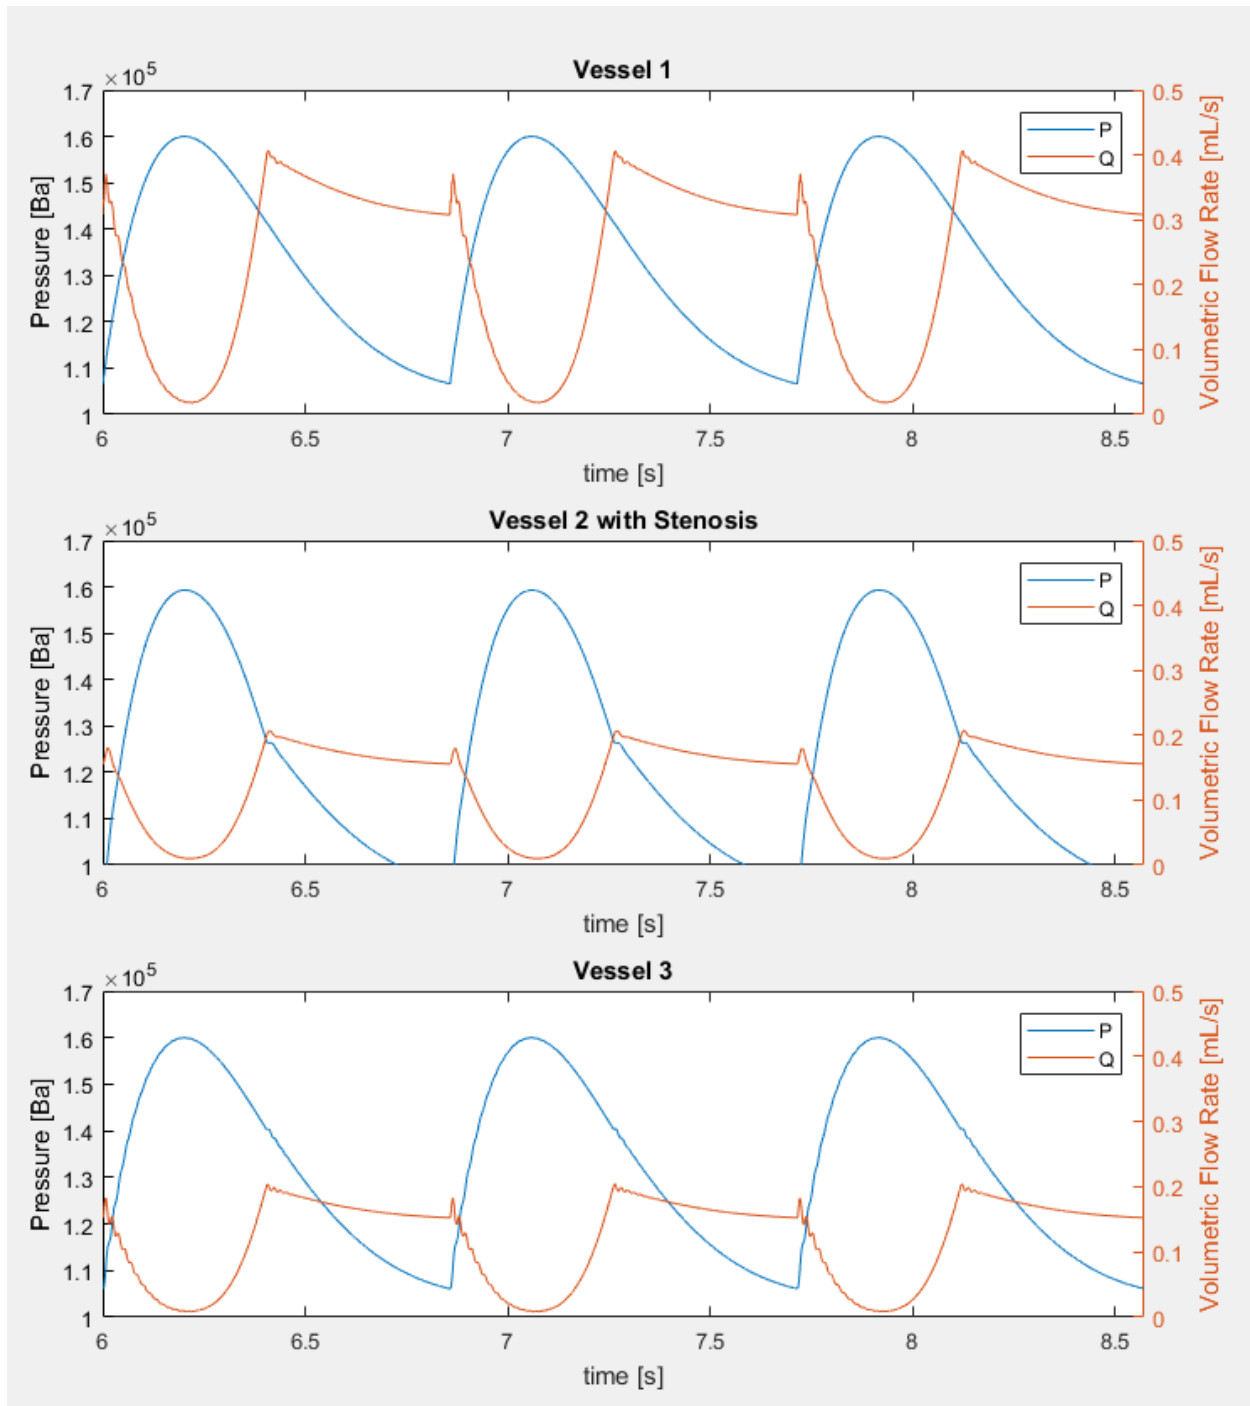 Vessel 1
×10^5
1.7
1.6
1.5
1.4
1.3
1.2
1.1
1
Pressure [Ba]
0.5
0.4
0.3
0.2
0.1
0
Volumetric Flow Rate [mL/s]
P
Q
6 6.5 7 7.5 8 8.5
time [s]
Vessel 2 with Stenosis
×10^5
1.7
1.6
1.5
1.4
1.3
1.2
1.1
1
Pressure [Ba]
0.5
0.4
0.3
0.2
0.1
0
Volumetric Flow Rate [mL/s]
P
Q
6 6.5 7 7.5 8 8.5
time [s]
Vessel 3
×10^5
1.7
1.6
1.5
1.4
1.3
1.2
1.1
1
Pressure [Ba]
0.5
0.4
0.3
0.2
0.1
0
Volumetric Flow Rate [mL/s]
P
Q
6 6.5 7 7.5 8 8.5
time [s]